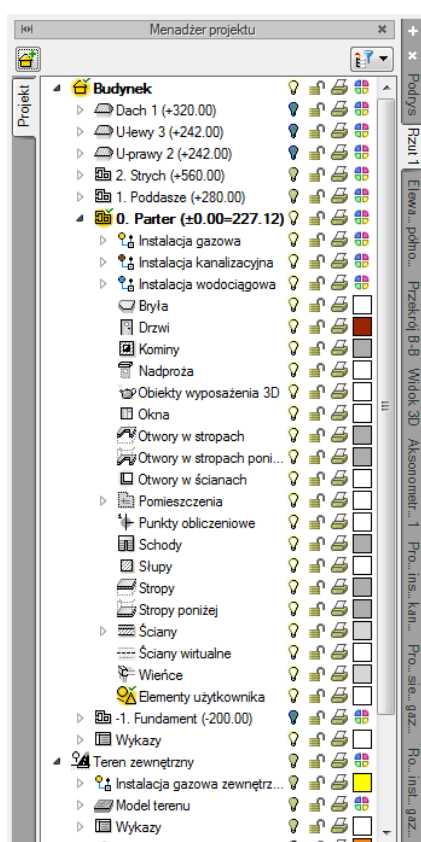 Menadżer projektu
Projekt
Budynek
Dach 1 (+320.00)
U-lewy 3 (+242.00)
U-prawy 2 (+242.00)
2. Strych (+560.00)
1. Poddasze (+280.00)
0. Parter (±0.00=227.12)
Instalacja gazowa
Instalacja kanalizacyjna
Instalacja wodociągowa
Bryła
Drzwi
Kominy
Nadproża
Obiekty wyposażenia 3D
Okna
Otwory w stropach
Otwory w stropach poni...
Otwory w ścianach
Pomieszczenia
Punkty obliczeniowe
Schody
Słupy
Stropy
Stropy poniżej
Ściany
Ściany wirtualne
Wieńce
Elementy użytkownika
-1. Fundament (-200.00)
Wykazy
Teren zewnętrzny
Instalacja gazowa zewnętrz...
Model terenu
Wykazy
Podrys
Rzut 1
Elewa... półno...
Przekrój B-B
Widok 3D
Aksonometr... 1
Pro... ins... kan...
Pro... sie... gaz...
Ro... inst... gaz...